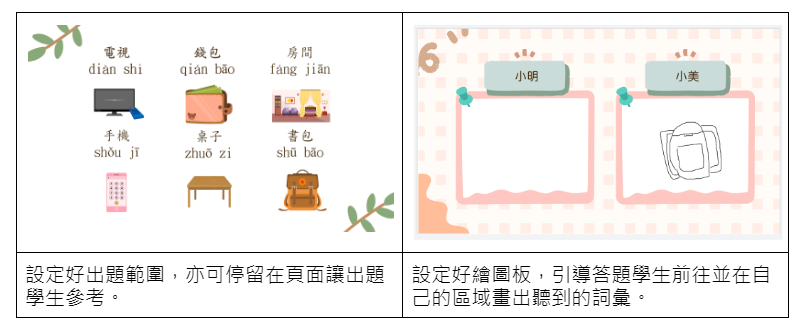 電視 錢包 房間
diàn shì qián bāo fáng jiān
手機 桌子 書包
shǒu jī zhuō zi shū bāo
小明 小美
設定好出題範圍，亦可停留在頁面讓出題
學生參考。
設定好繪圖板，引導答題學生前往並在自
己的區域畫出聽到的詞彙。